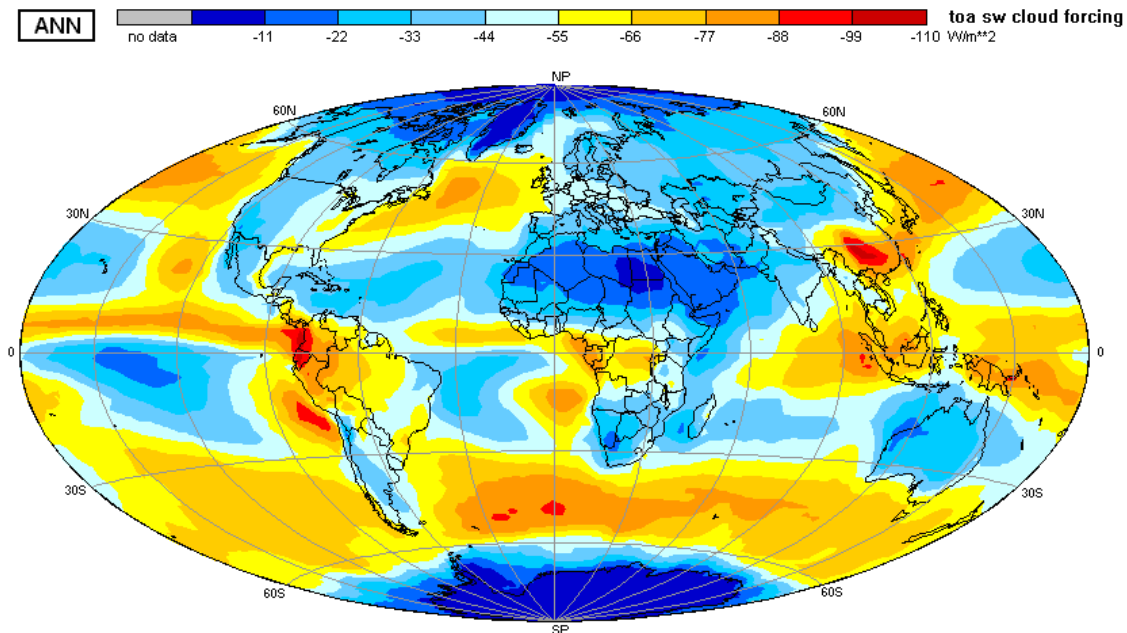 ANN
toa sw cloud forcing
no data -11 -22 -33 -44 -55 -66 -77 -88 -99 -110 W/m**2
NP
60N 60N
30N 30N
0 0
30S 30S
60S 60S
SP